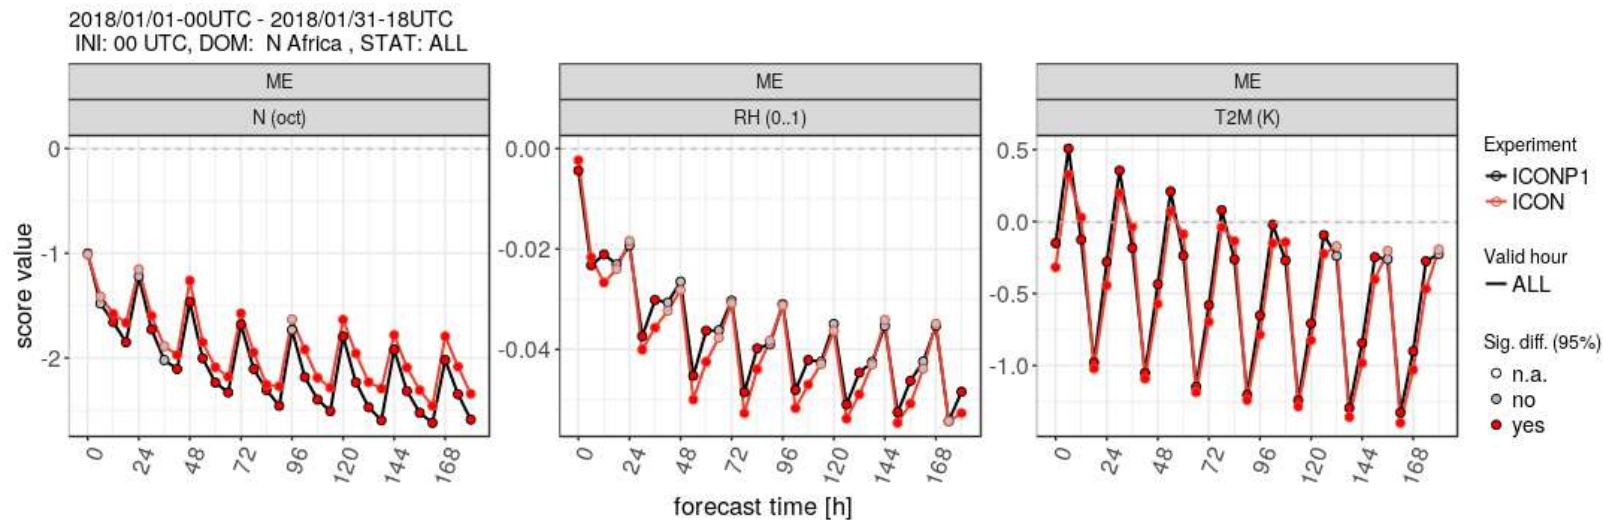 2018/01/01-00UTC - 2018/01/31-18UTC
INI: 00 UTC, DOM:  N Africa , STAT: ALL
ME
ME
ME
N (oct)
RH (0..1)
T2M (K)
score value
0
-1
-2
0.00
-0.02
-0.04
0.5
0.0
-0.5
-1.0
0
24
48
72
96
120
144
168
0
24
48
72
96
120
144
168
0
24
48
72
96
120
144
168
forecast time [h]
Experiment
ICONP1
ICON
Valid hour
ALL
Sig. diff. (95%)
n.a.
no
yes